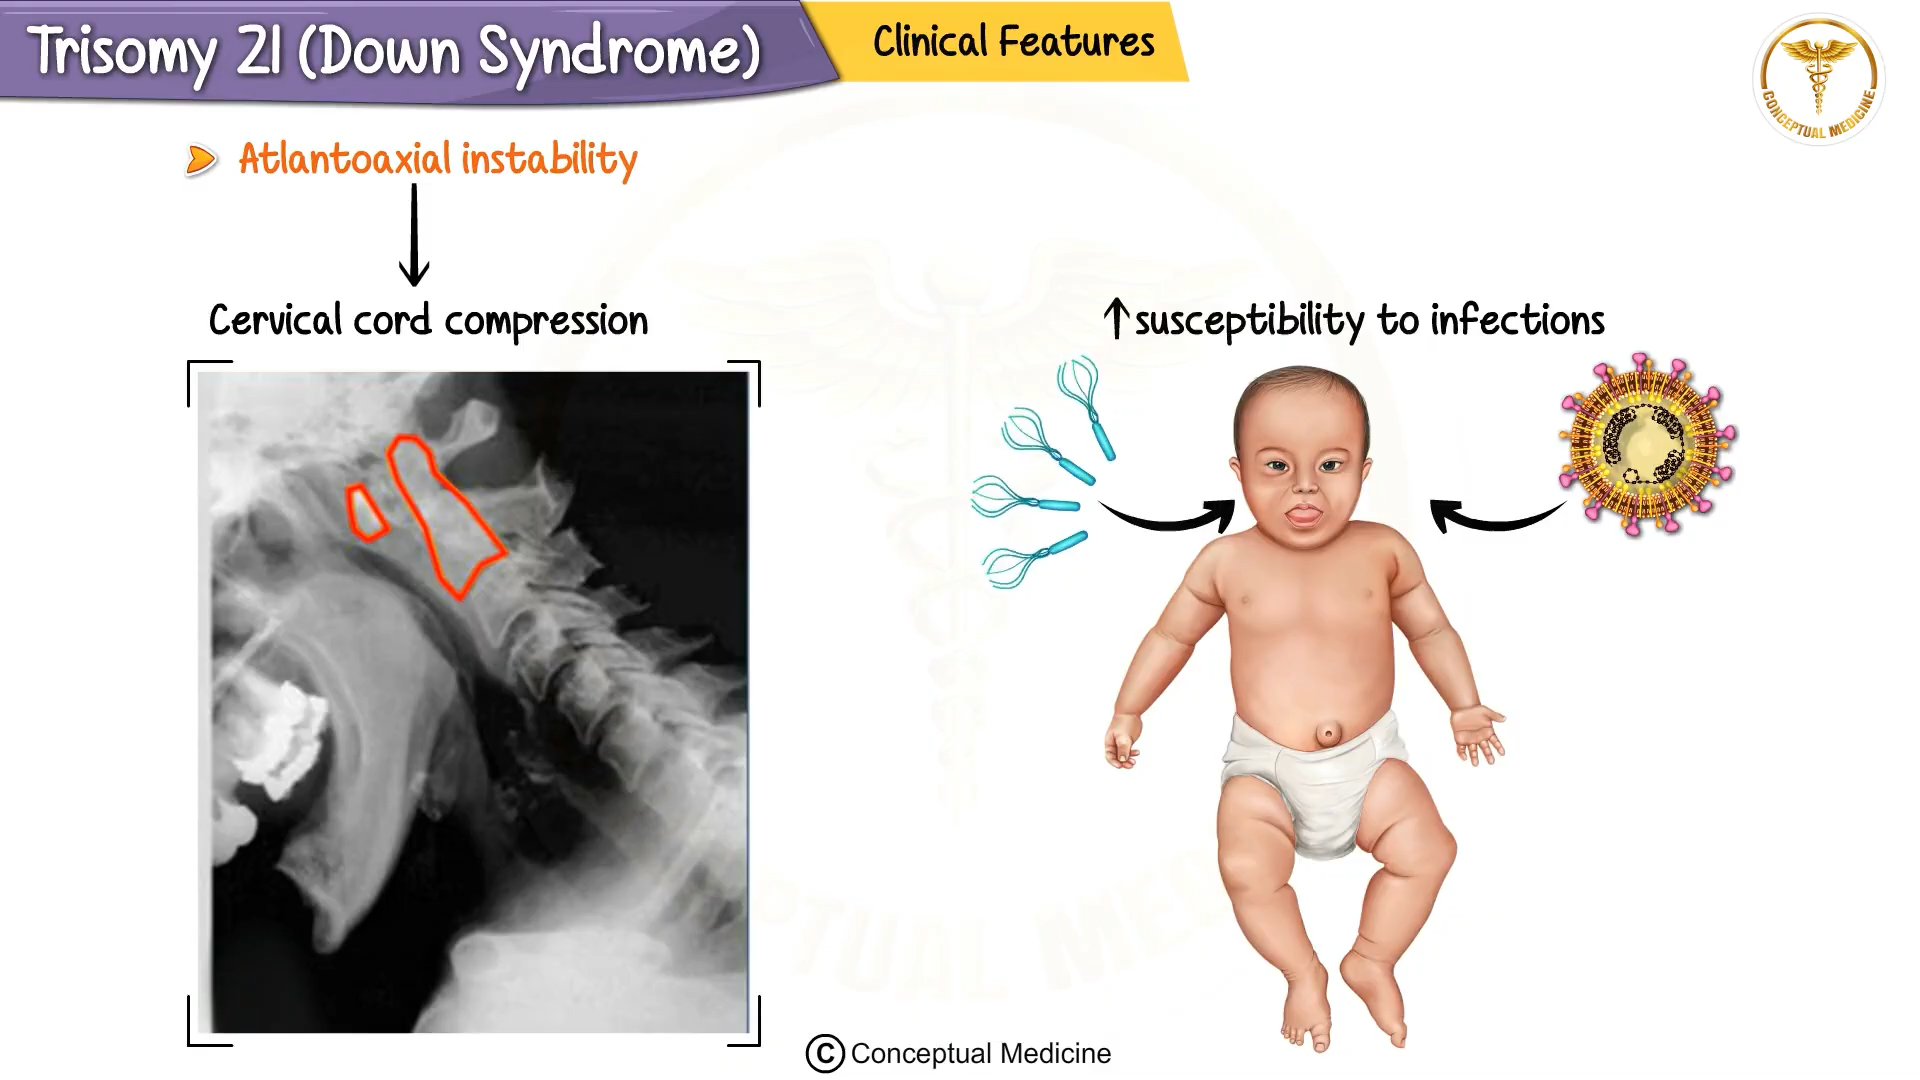 Trisomy 21 (Down Syndrome)
Clinical Features
CONCEPTUAL MEDICINE
Atlantoaxial instability
Cervical cord compression
↑susceptibility to infections
© Conceptual Medicine